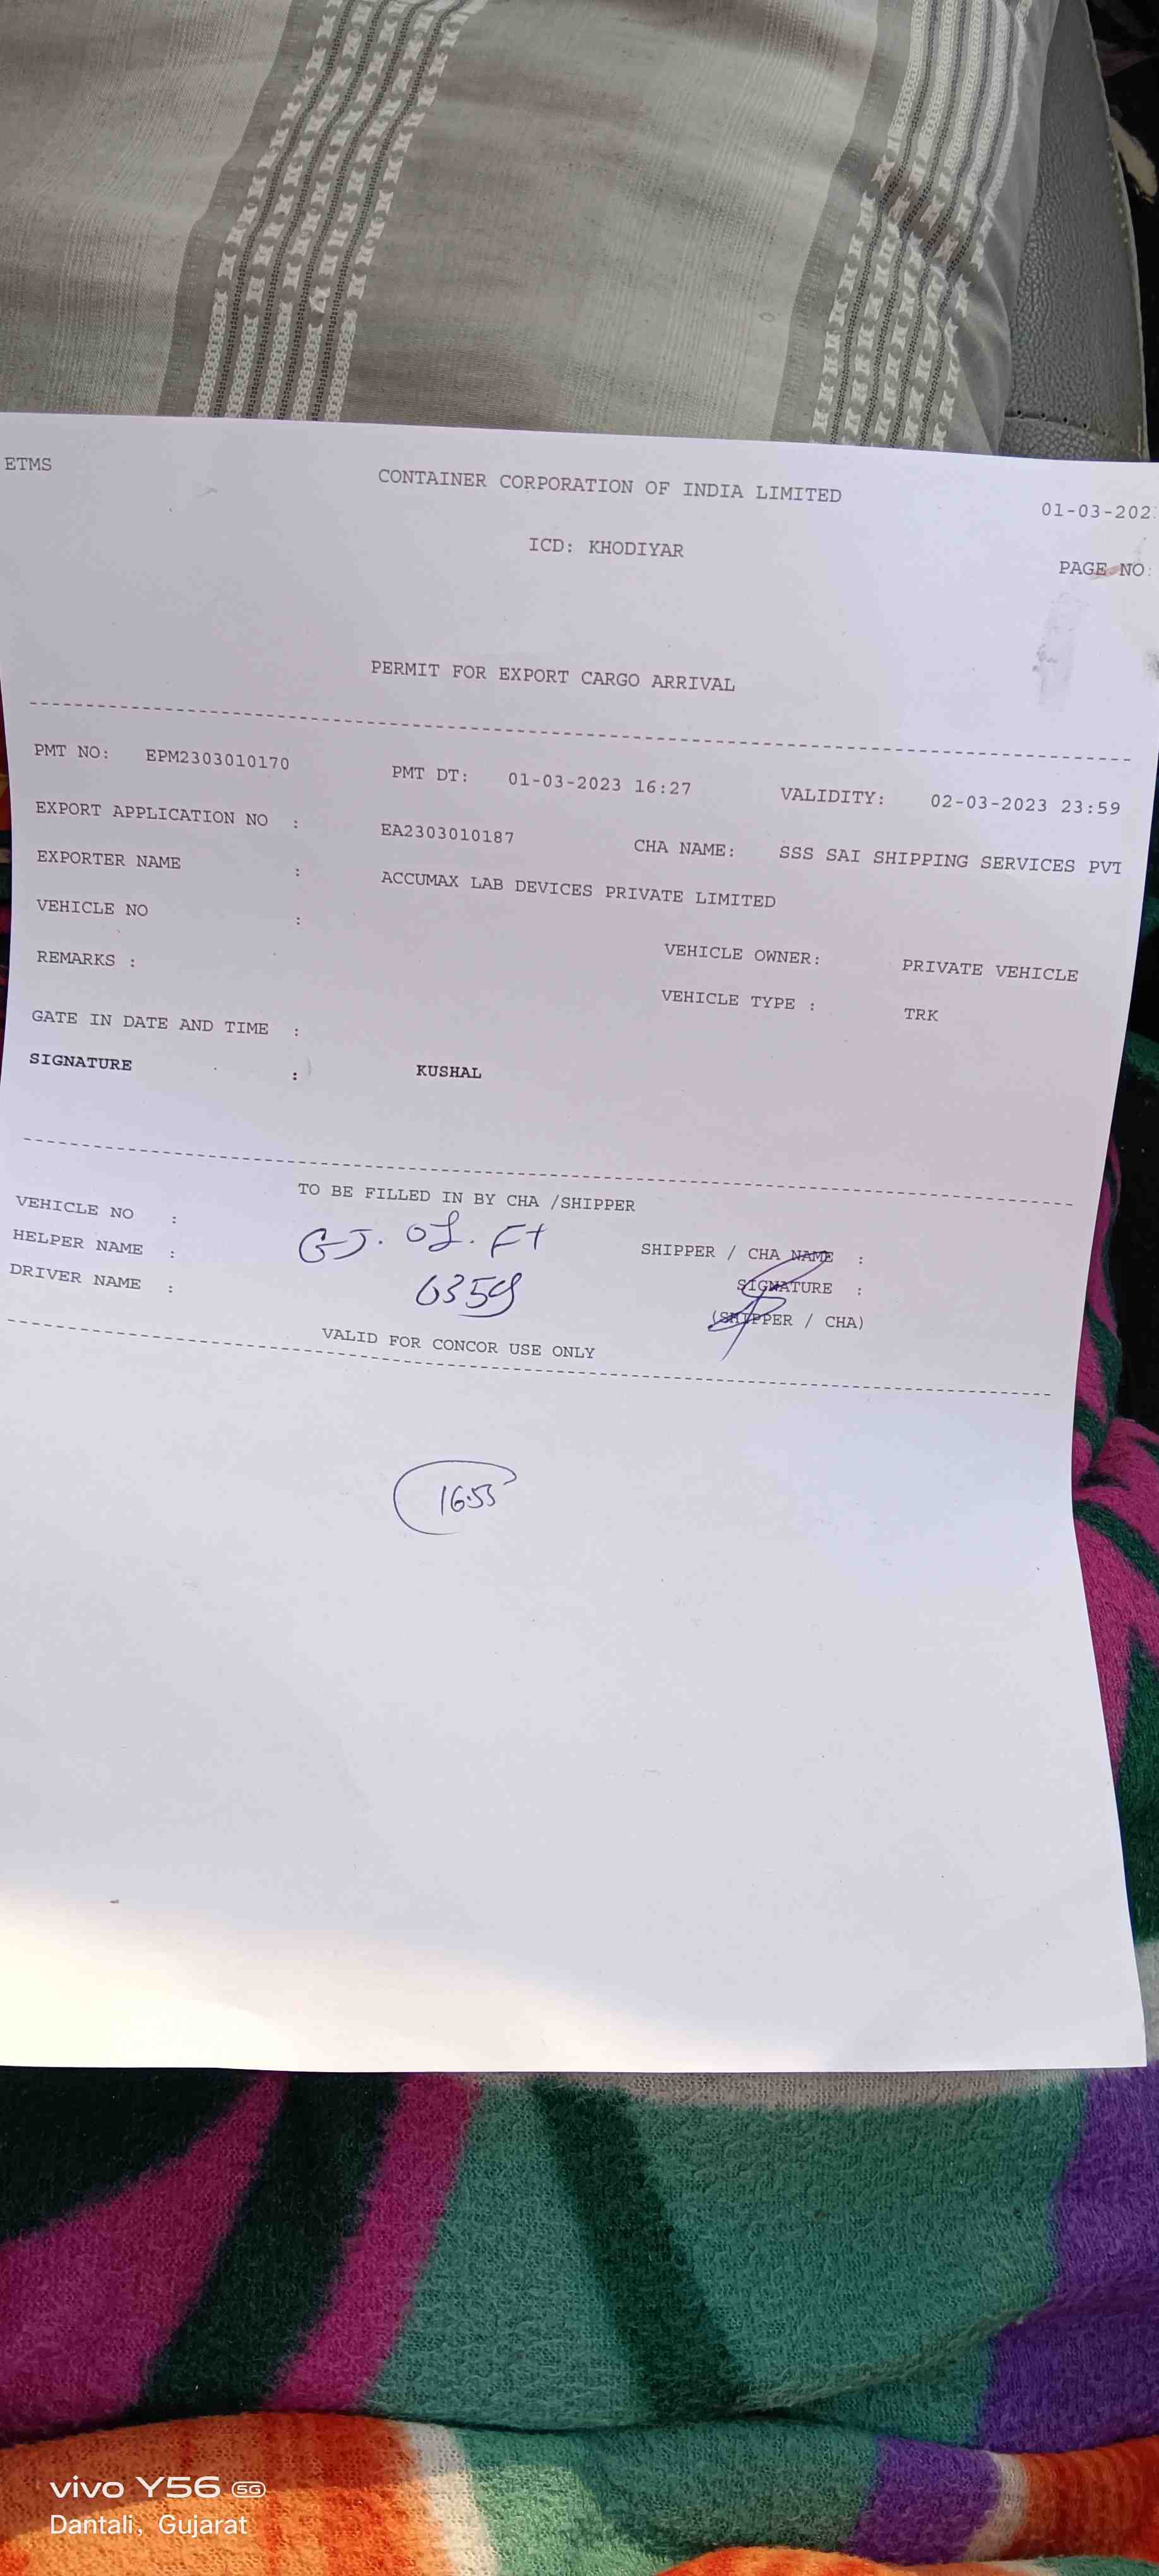 ETMS
CONTAINER CORPORATION OF INDIA LIMITED
01-03-202
ICD: KHODIYAR
PAGE NO:
PERMIT FOR EXPORT CARGO ARRIVAL
PMT NO: EPM2303010170 PMT DT: 01-03-2023 16:27 VALIDITY: 02-03-2023 23:59
EXPORT APPLICATION NO : EA2303010187 CHA NAME: SSS SAI SHIPPING SERVICES PVT
EXPORTER NAME : ACCUMAX LAB DEVICES PRIVATE LIMITED
VEHICLE NO : VEHICLE OWNER: PRIVATE VEHICLE
REMARKS : VEHICLE TYPE : TRK
GATE IN DATE AND TIME :
SIGNATURE : KUSHAL
TO BE FILLED IN BY CHA /SHIPPER
VEHICLE NO : GJ. SHIPPER / CHA NAME :
HELPER NAME : 6359 SIGNATURE :
DRIVER NAME : (SHIPPER / CHA)
VALID FOR CONCOR USE ONLY
1655
vivo Y56 5G
Dantali, Gujarat